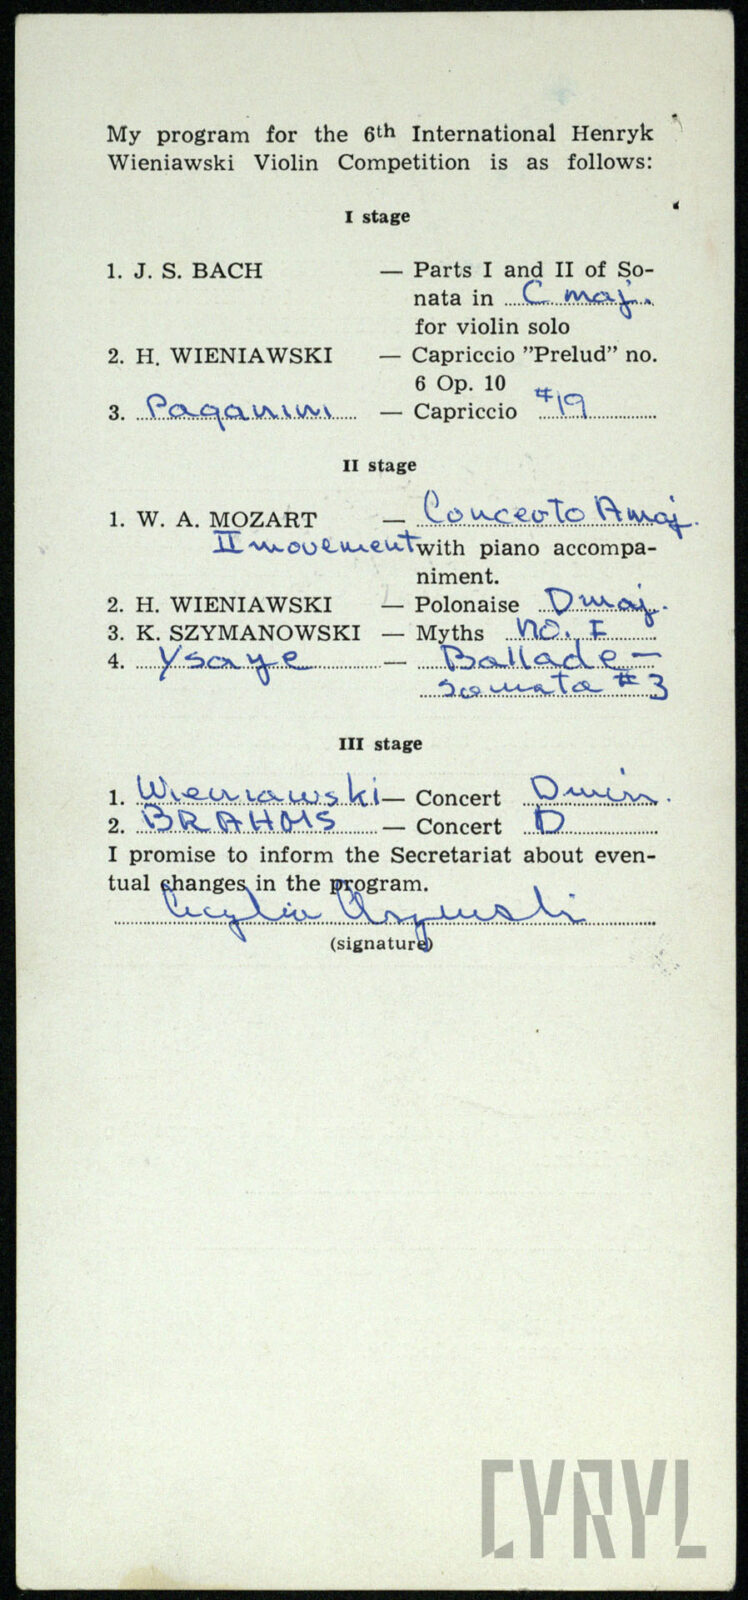 My program for the 6th International Henryk
Wieniawski Violin Competition is as follows:
I stage
1. J. S. BACH — Parts I and II of So-
nata in C maj.
for violin solo
2. H. WIENIAWSKI — Capriccio ”Prelud” no.
6 Op. 10
3. Paganini — Capriccio #19
II stage
1. W. A. MOZART — Concerto A maj.
II movement with piano accompa-
niment.
2. H. WIENIAWSKI — Polonaise D maj.
3. K. SZYMANOWSKI — Myths NO. I
4. Ysaye — Ballade —
sonata # 3
III stage
1. Wieniawski — Concert D min.
2. BRAHMS — Concert D
I promise to inform the Secretariat about even-
tual changes in the program.
Cecylia
(signature)
CYRYL